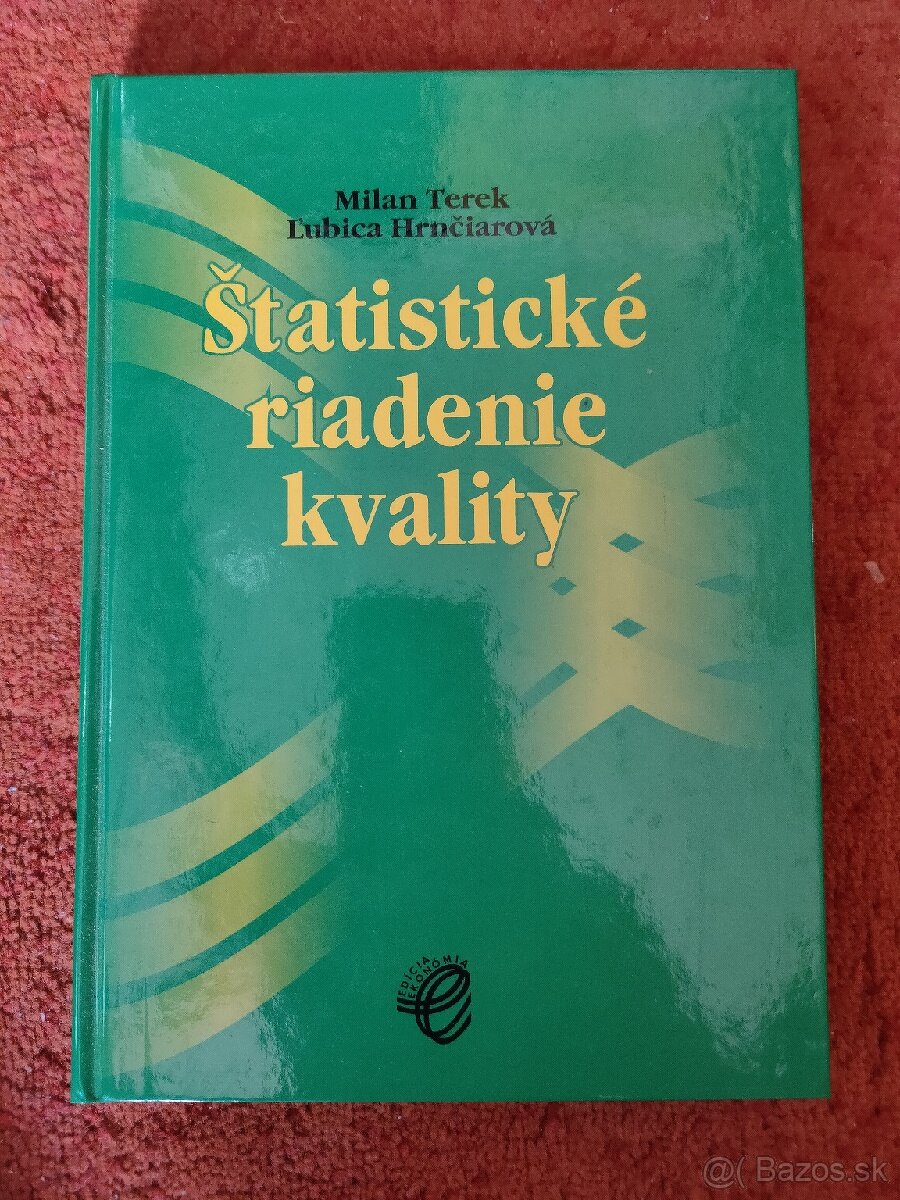 Milan Terek
Ľubica Hrnčiarová
Štatistické
riadenie
kvality
EDÍCIA
EKONÓMIA
@( Bazos.sk